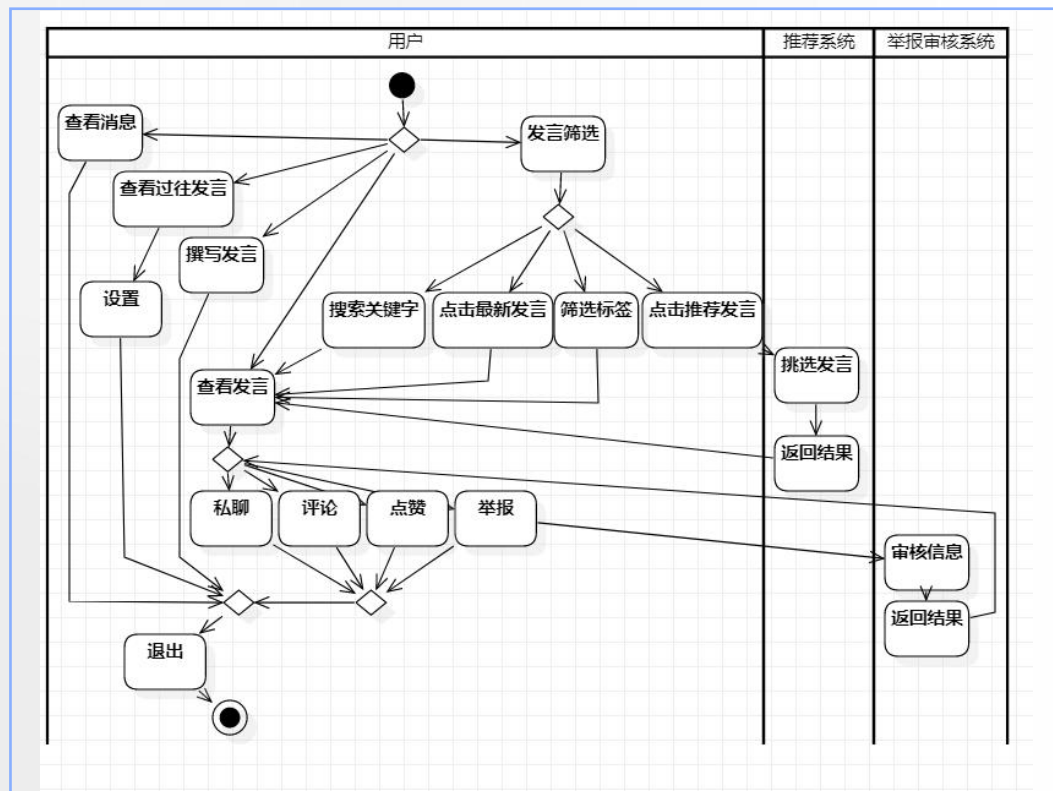 用户
推荐系统
举报审核系统
查看消息
发言筛选
查看过往发言
撰写发言
设置
搜索关键字
点击最新发言
筛选标签
点击推荐发言
挑选发言
查看发言
返回结果
私聊
评论
点赞
举报
审核信息
返回结果
退出